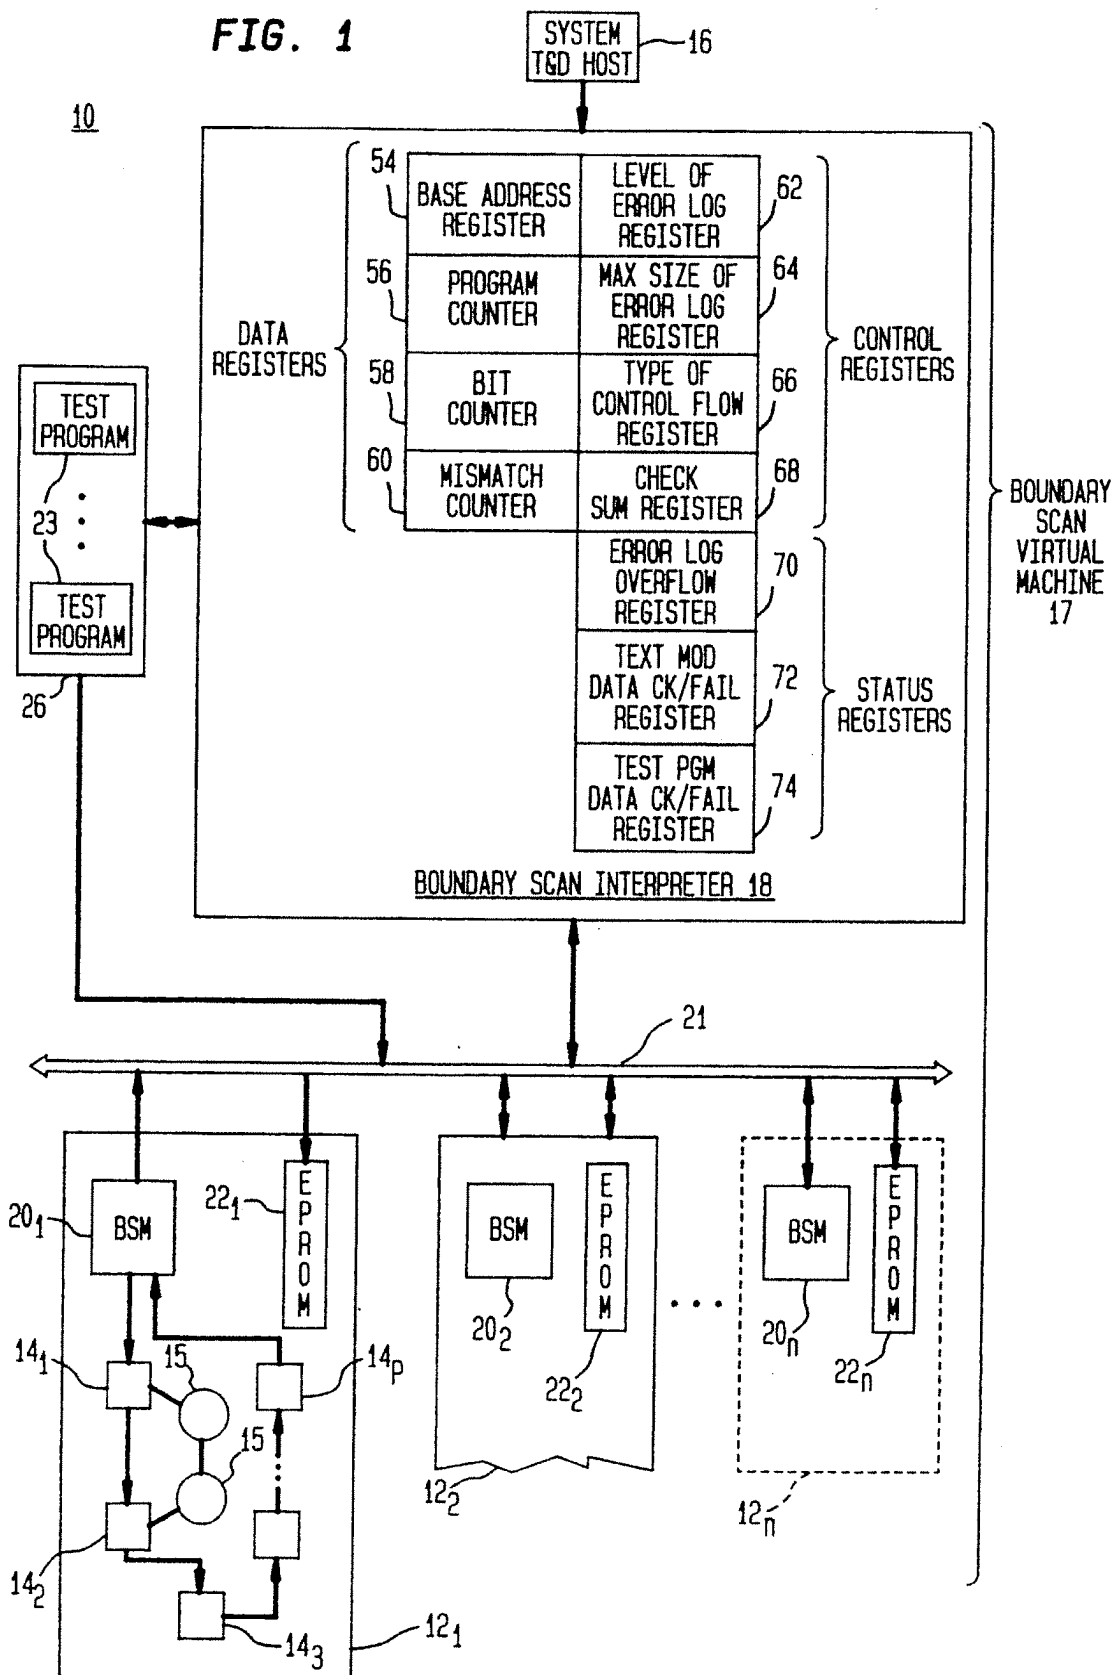 FIG. 1
SYSTEM
T&D HOST
16
10
DATA
REGISTERS
54
BASE ADDRESS
REGISTER
56
PROGRAM
COUNTER
58
BIT
COUNTER
60
MISMATCH
COUNTER
LEVEL OF
ERROR LOG
REGISTER
62
MAX SIZE OF
ERROR LOG
REGISTER
64
TYPE OF
CONTROL FLOW
REGISTER
66
CHECK
SUM REGISTER
68
CONTROL
REGISTERS
ERROR LOG
OVERFLOW
REGISTER
70
TEXT MOD
DATA CK/FAIL
REGISTER
72
TEST PGM
DATA CK/FAIL
REGISTER
74
STATUS
REGISTERS
BOUNDARY
SCAN
VIRTUAL
MACHINE
17
TEST
PROGRAM
23
TEST
PROGRAM
26
BOUNDARY SCAN INTERPRETER 18
21
20₁
BSM
22₁
EPROM
14₁
15
14p
15
14₂
14₃
12₁
BSM
20₂
EPROM
22₂
12₂
BSM
20n
EPROM
22n
12n